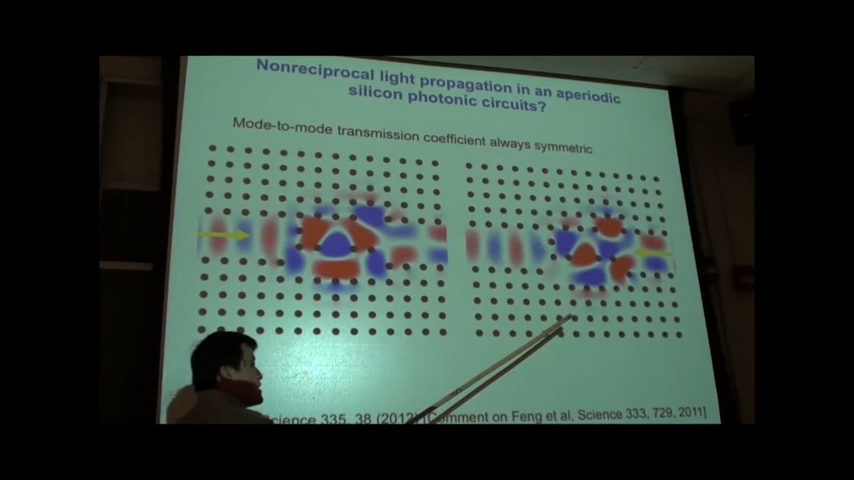 Nonreciprocal light propagation in an aperiodic
silicon photonic circuits?
Mode-to-mode transmission coefficient always symmetric
cience 335, 38 (2012) [Comment on Feng et al, Science 333, 729, 2011]